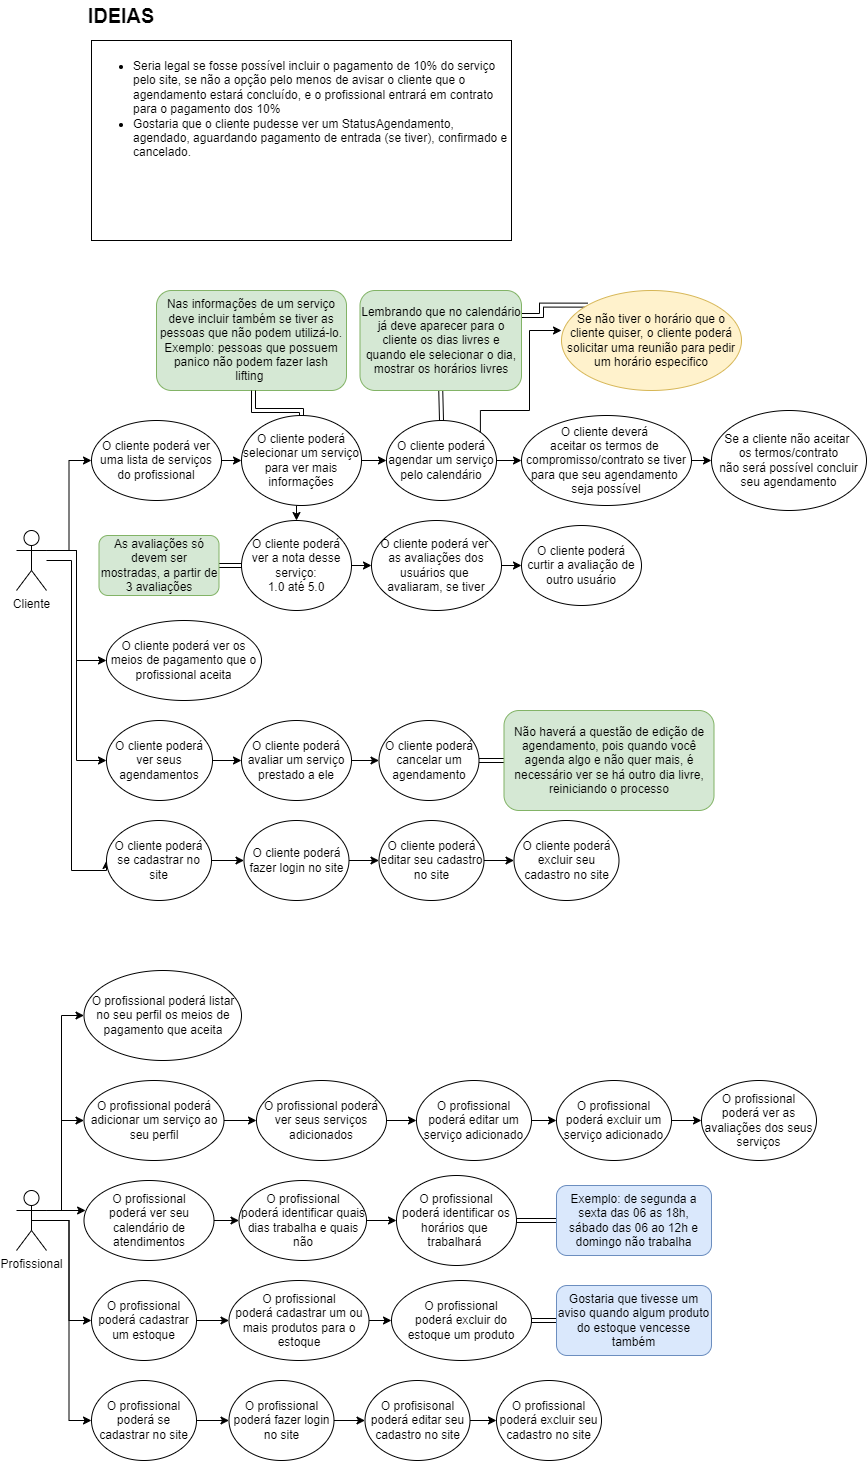 IDEIAS
Seria legal se fosse possível incluir o pagamento de 10% do serviço
pelo site, se não a opção pelo menos de avisar o cliente que o
agendamento estará concluído, e o profissional entrará em contrato
para o pagamento dos 10%
Gostaria que o cliente pudesse ver um StatusAgendamento,
agendado, aguardando pagamento de entrada (se tiver), confirmado e
cancelado.
Nas informações de um serviço
deve incluir também se tiver as
pessoas que não podem utilizá-lo.
Exemplo: pessoas que possuem
panico não podem fazer lash
lifting
Lembrando que no calendário
já deve aparecer para o
cliente os dias livres e
quando ele selecionar o dia,
mostrar os horários livres
Se não tiver o horário que o
cliente quiser, o cliente poderá
solicitar uma reunião para pedir
um horário especifico
O cliente poderá ver
uma lista de serviços
do profissional
O cliente poderá
selecionar um serviço
para ver mais
informações
O cliente poderá
agendar um serviço
pelo calendário
O cliente deverá
aceitar os termos de
compromisso/contrato se tiver
para que seu agendamento
seja possível
Se a cliente não aceitar
os termos/contrato
não será possível concluir
seu agendamento
Cliente
As avaliações só
devem ser
mostradas, a partir de
3 avaliações
O cliente poderá
ver a nota desse
serviço:
1.0 até 5.0
O cliente poderá ver
as avaliações dos
usuários que
avaliaram, se tiver
O cliente poderá
curtir a avaliação de
outro usuário
O cliente poderá ver os
meios de pagamento que o
profissional aceita
O cliente poderá
ver seus
agendamentos
O cliente poderá
avaliar um serviço
prestado a ele
O cliente poderá
cancelar um
agendamento
Não haverá a questão de edição de
agendamento, pois quando você
agenda algo e não quer mais, é
necessário ver se há outro dia livre,
reiniciando o processo
O cliente poderá
se cadastrar no
site
O cliente poderá
fazer login no site
O cliente poderá
editar seu cadastro
no site
O cliente poderá
excluir seu
cadastro no site
O profissional poderá listar
no seu perfil os meios de
pagamento que aceita
O profissional poderá
adicionar um serviço ao
seu perfil
O profissional poderá
ver seus serviços
adicionados
O profissional
poderá editar um
serviço adicionado
O profissional
poderá excluir um
serviço adicionado
O profissional
poderá ver as
avaliações dos seus
serviços
Profissional
O profissional
poderá ver seu
calendário de
atendimentos
O profissional
poderá identificar quais
dias trabalha e quais
não
O profissional
poderá identificar os
horários que
trabalhará
Exemplo: de segunda a
sexta das 06 as 18h,
sábado das 06 ao 12h e
domingo não trabalha
O profissional
poderá cadastrar
um estoque
O profissional
poderá cadastrar um ou
mais produtos para o
estoque
O profissional
poderá excluir do
estoque um produto
Gostaria que tivesse um
aviso quando algum produto
do estoque vencesse
também
O profissional
poderá se
cadastrar no site
O profissional
poderá fazer login
no site
O profisisonal
poderá editar seu
cadastro no site
O profissional
poderá excluir seu
cadastro no site